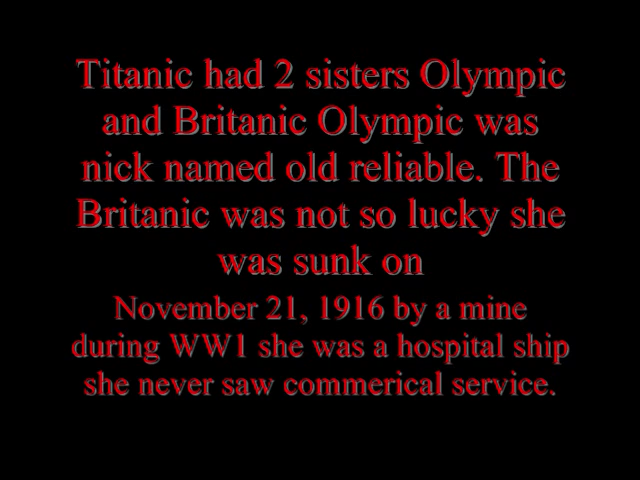 Titanic had 2 sisters Olympic
and Britanic Olympic was
nick named old reliable. The
Britanic was not so lucky she
was sunk on
November 21, 1916 by a mine
during WW1 she was a hospital ship
she never saw commerical service.